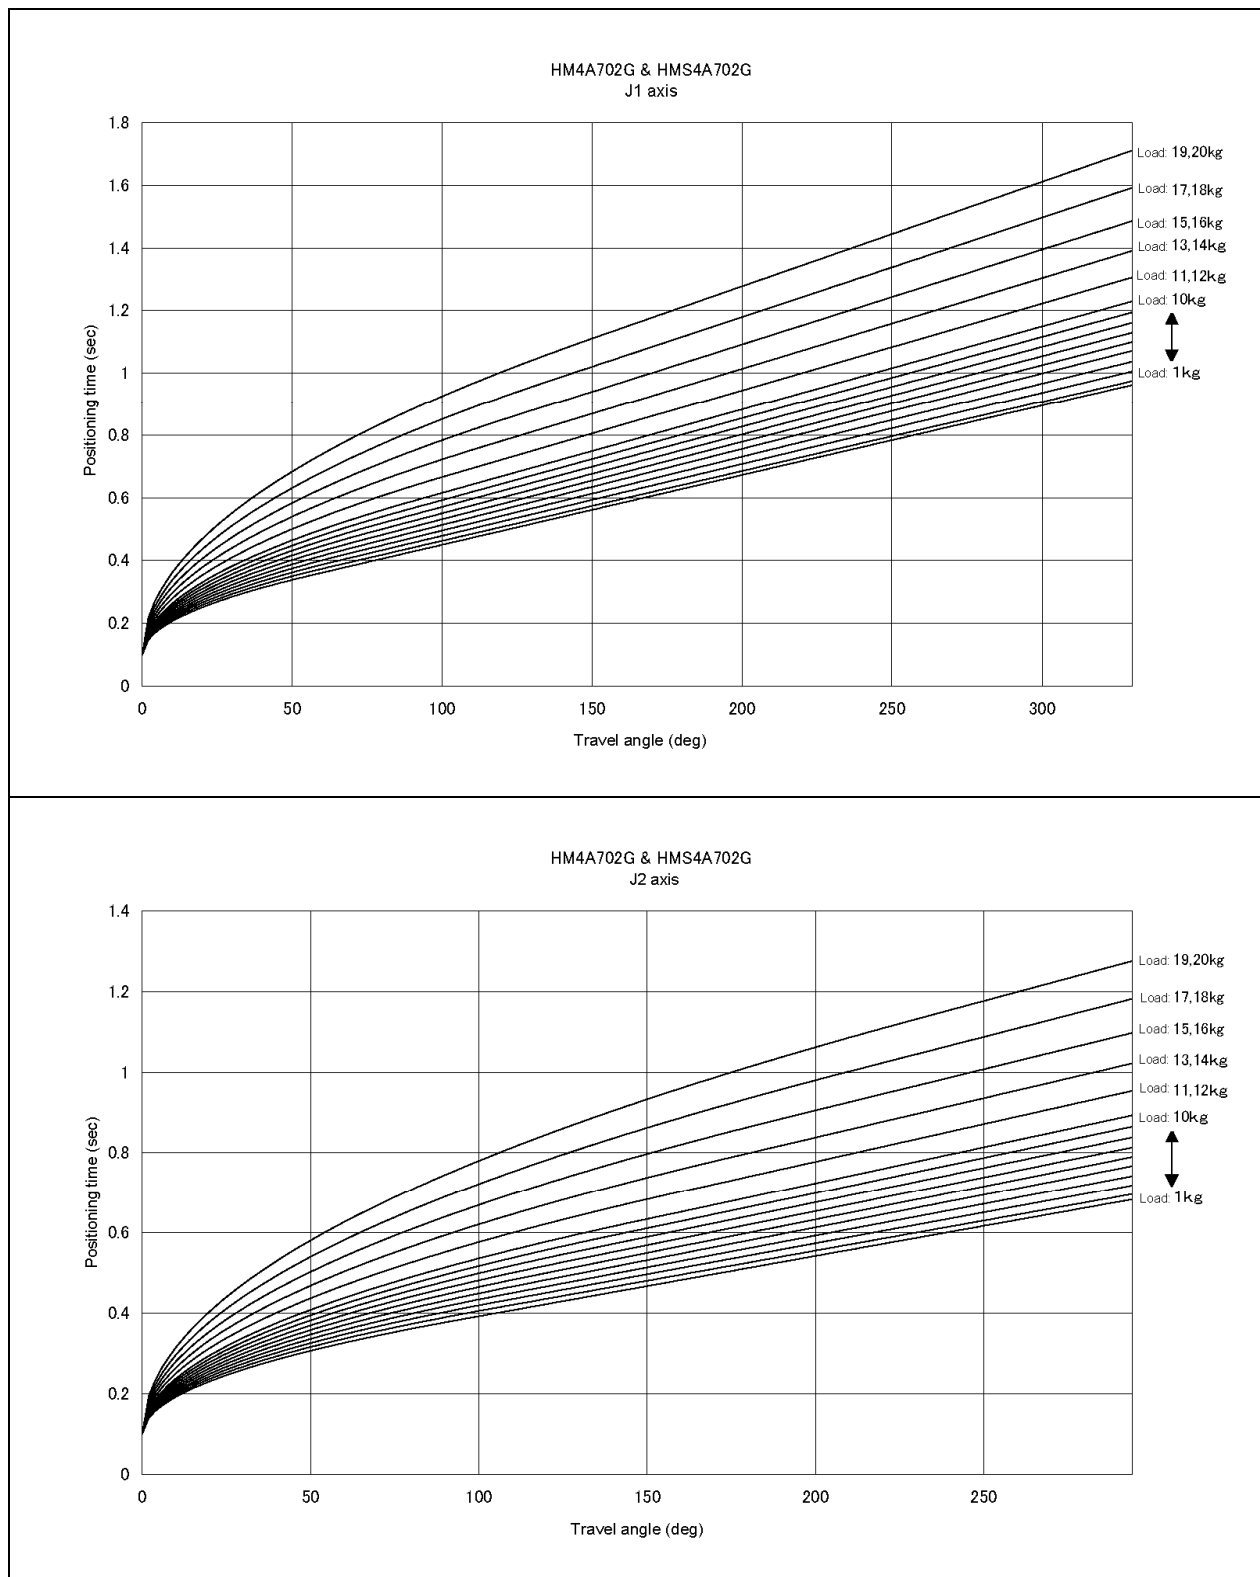 HM4A702G & HMS4A702G
J1 axis
1.8
1.6
1.4
1.2
1
0.8
0.6
0.4
0.2
0
Positioning time (sec)
0 50 100 150 200 250 300
Travel angle (deg)
Load: 19,20kg
Load: 17,18kg
Load: 15,16kg
Load: 13,14kg
Load: 11,12kg
Load: 10kg
Load: 1kg
HM4A702G & HMS4A702G
J2 axis
1.4
1.2
1
0.8
0.6
0.4
0.2
0
Positioning time (sec)
0 50 100 150 200 250
Travel angle (deg)
Load: 19,20kg
Load: 17,18kg
Load: 15,16kg
Load: 13,14kg
Load: 11,12kg
Load: 10kg
Load: 1kg